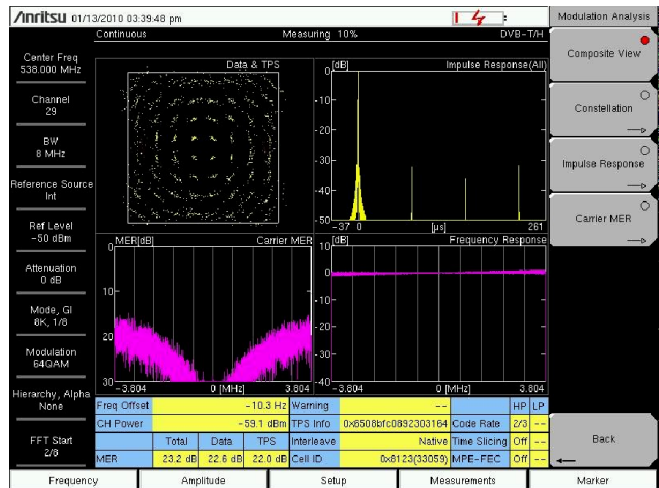 Anritsu 01/13/2010 03:39:48 pm
Modulation Analysis
Continuous Measuring 10% DVB-T/H
Center Freq
538.000 MHz
Channel
29
BW
8 MHz
Reference Source
Int
Ref Level
-50 dBm
Attenuation
0 dB
Mode, GI
8K, 1/8
Modulation
64QAM
Hierarchy, Alpha
None
FFT Start
2/8
Data & TPS
[dB] Impulse Response(All)
-10
-20
-30
-40
-50
-37 0 [µs] 261
MER[dB] Carrier MER
0
10
20
30
-3.804 0 [MHz] 3.804
[dB] Frequency Response
10
0
-10
-20
-30
-40
-3.804 0 [MHz] 3.804
Freq Offset -10.3 Hz Warning -- HP LP
CH Power -59.1 dBm TPS Info 0x6508bfc0892303164 Code Rate 2/3 --
Total Data TPS Interleave Native Time Slicing Off --
MER 23.2 dB 22.6 dB 22.0 dB Cell ID 0x8123(33059) MPE-FEC Off --
Composite View
Constellation
Impulse Response
Carrier MER
Back
Frequency Amplitude Setup Measurements Marker